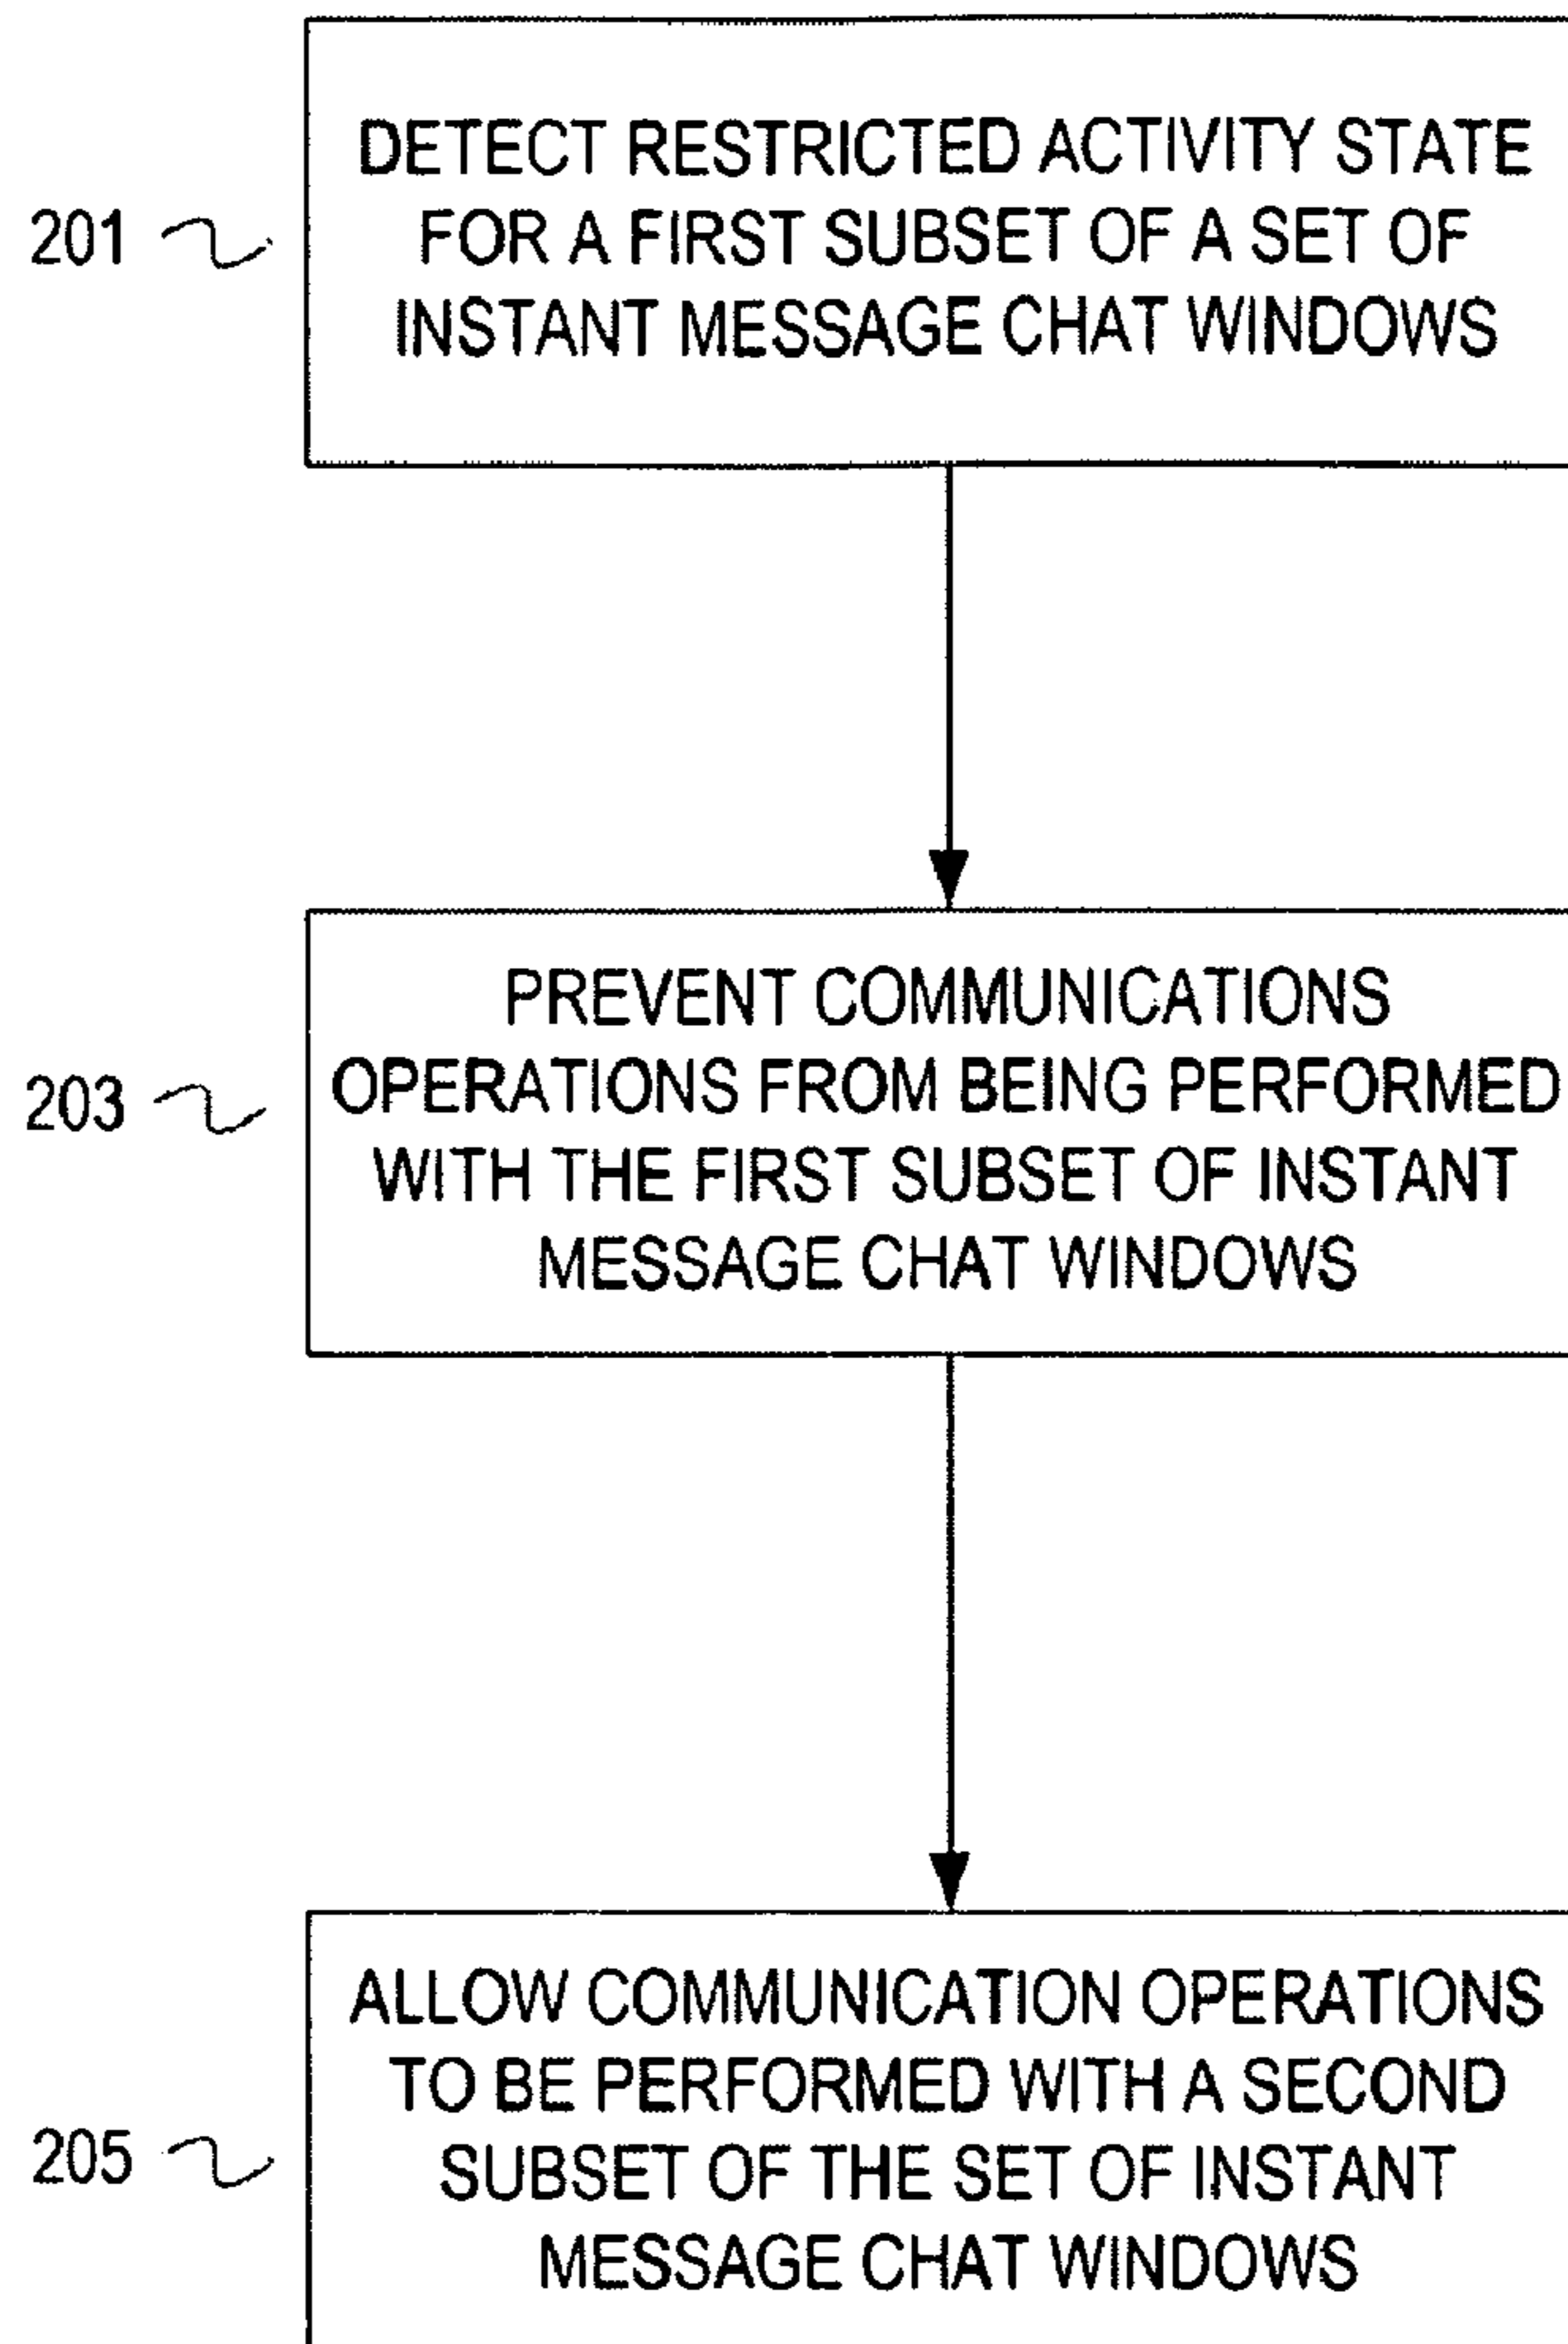 DETECT RESTRICTED ACTIVITY STATE
FOR A FIRST SUBSET OF A SET OF
INSTANT MESSAGE CHAT WINDOWS
201
PREVENT COMMUNICATIONS
OPERATIONS FROM BEING PERFORMED
WITH THE FIRST SUBSET OF INSTANT
MESSAGE CHAT WINDOWS
203
ALLOW COMMUNICATION OPERATIONS
TO BE PERFORMED WITH A SECOND
SUBSET OF THE SET OF INSTANT
MESSAGE CHAT WINDOWS
205